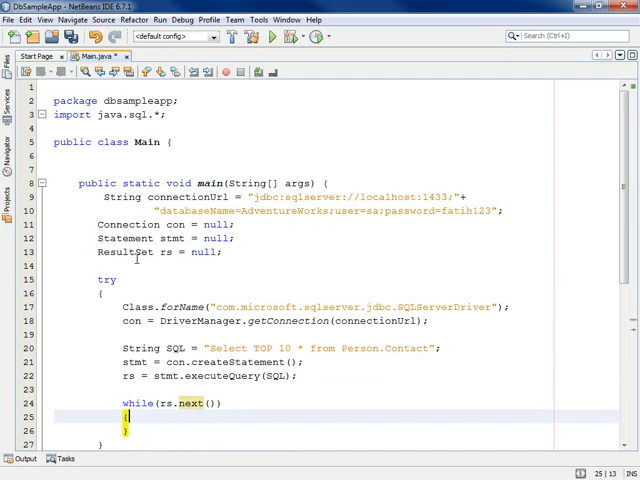 DbSampleApp - NetBeans IDE 6.7.1
File Edit View Navigate Source Refactor Run Debug Profile Team Tools Window Help
<default config>
Search (Ctrl+I)
Start Page Main.java *
Files
Services
Navigator
Projects
1
2 package dbsampleapp;
3 import java.sql.*;
4
5 public class Main {
6
7
8 public static void main(String[] args) {
9 String connectionUrl = "jdbc:sqlserver://localhost:1433;"+
10 "databaseName=AdventureWorks;user=sa;password=fatih123";
11 Connection con = null;
12 Statement stmt = null;
13 ResultSet rs = null;
14
15 try
16 {
17 Class.forName("com.microsoft.sqlserver.jdbc.SQLServerDriver");
18 con = DriverManager.getConnection(connectionUrl);
19
20 String SQL = "Select TOP 10 * from Person.Contact";
21 stmt = con.createStatement();
22 rs = stmt.executeQuery(SQL);
23
24 while(rs.next())
25 {
26 }
27 }
Output Tasks
25 | 13 INS